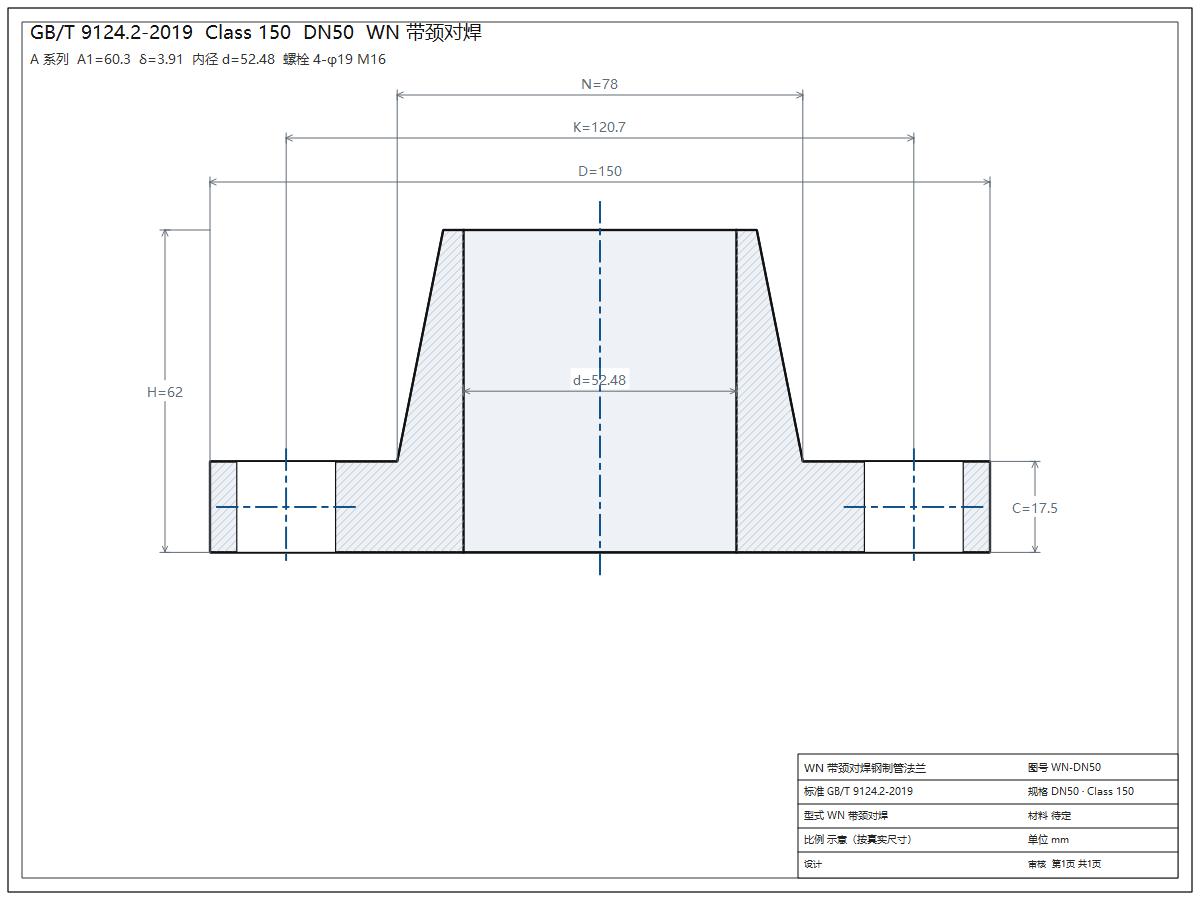 GB/T 9124.2-2019 Class 150 DN50 WN 带颈对焊
A 系列 A1=60.3 δ=3.91 内径 d=52.48 螺栓 4-φ19 M16
N=78
K=120.7
D=150
d=52.48
H=62
C=17.5
WN 带颈对焊钢制管法兰 图号 WN-DN50
标准 GB/T 9124.2-2019 规格 DN50 · Class 150
型式 WN 带颈对焊 材料 待定
比例 示意（按真实尺寸） 单位 mm
设计 审核 第1页 共1页